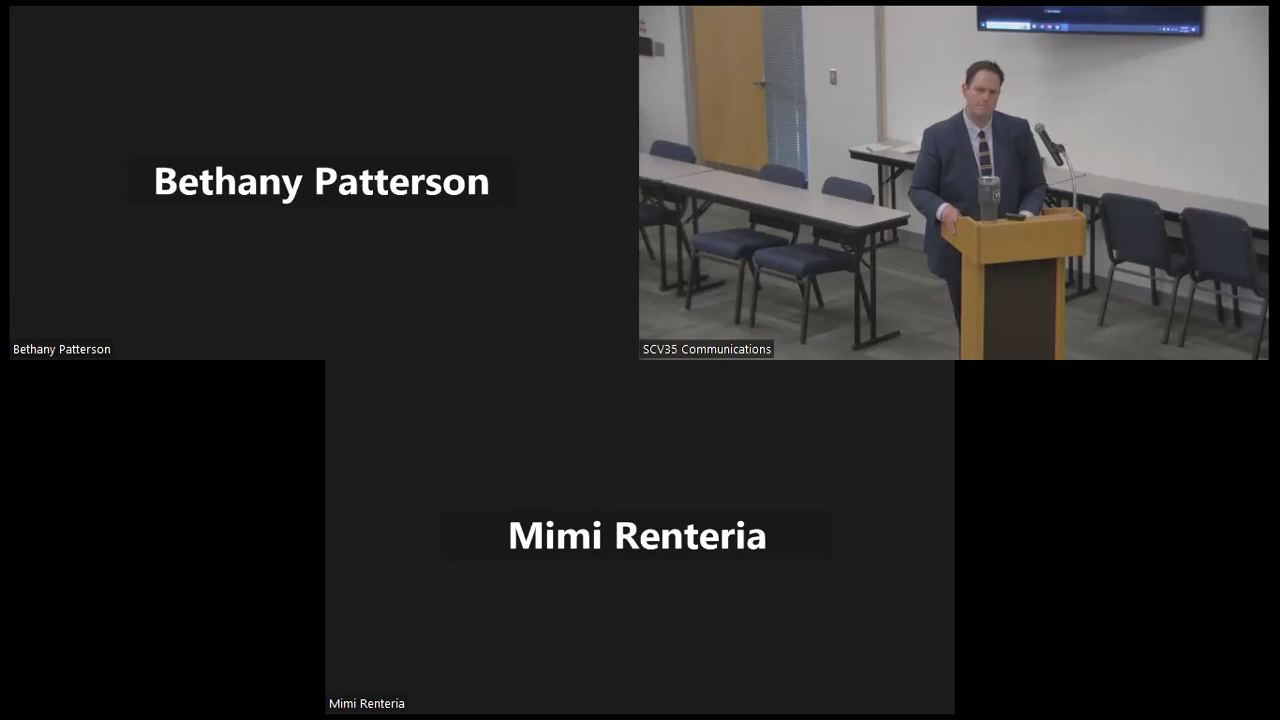 Bethany Patterson
Bethany Patterson
SCV35 Communications
Mimi Renteria
Mimi Renteria